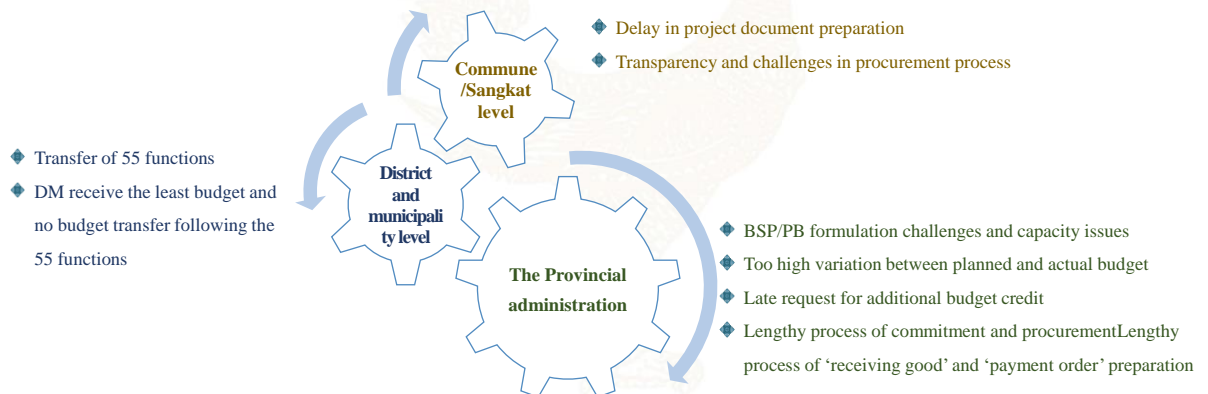 Delay in project document preparation
Transparency and challenges in procurement process
Commune
/Sangkat
level
Transfer of 55 functions
DM receive the least budget and
no budget transfer following the
55 functions
District
and
municipali
ty level
The Provincial
administration
BSP/PB formulation challenges and capacity issues
Too high variation between planned and actual budget
Late request for additional budget credit
Lengthy process of commitment and procurementLengthy
process of ‘receiving good’ and ‘payment order’ preparation